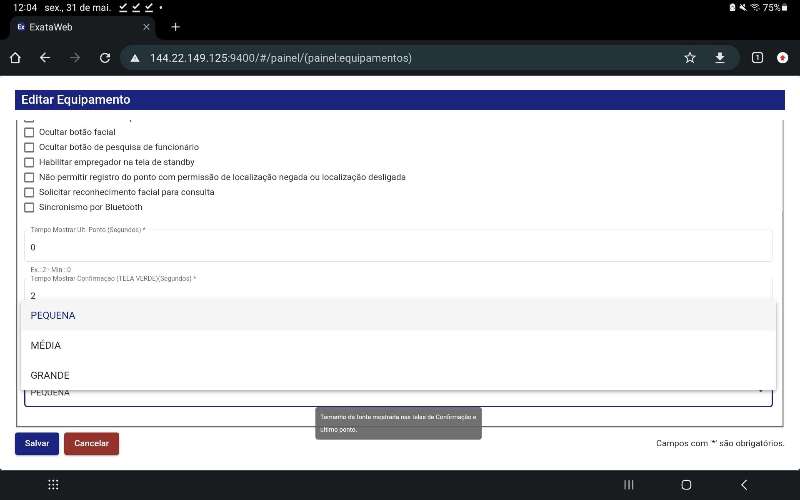 12:04 sex., 31 de mai.
75%
Ex ExataWeb
144.22.149.125:9400/#/painel/(painel:equipamentos)
1
Editar Equipamento
Ocultar botão facial
Ocultar botão de pesquisa de funcionário
Habilitar empregador na tela de standby
Não permitir registro do ponto com permissão de localização negada ou localização desligada
Solicitar reconhecimento facial para consulta
Sincronismo por Bluetooth
Tempo Mostrar Ult. Ponto (Segundos) *
0
Ex.: 2 - Min.: 0
Tempo Mostrar Confirmação (TELA VERDE)(Segundos) *
2
PEQUENA
MÉDIA
GRANDE
PEQUENA
Tamanho da fonte mostrada nas telas de Confirmação e
ultimo ponto.
Salvar
Cancelar
Campos com '*' são obrigatórios.